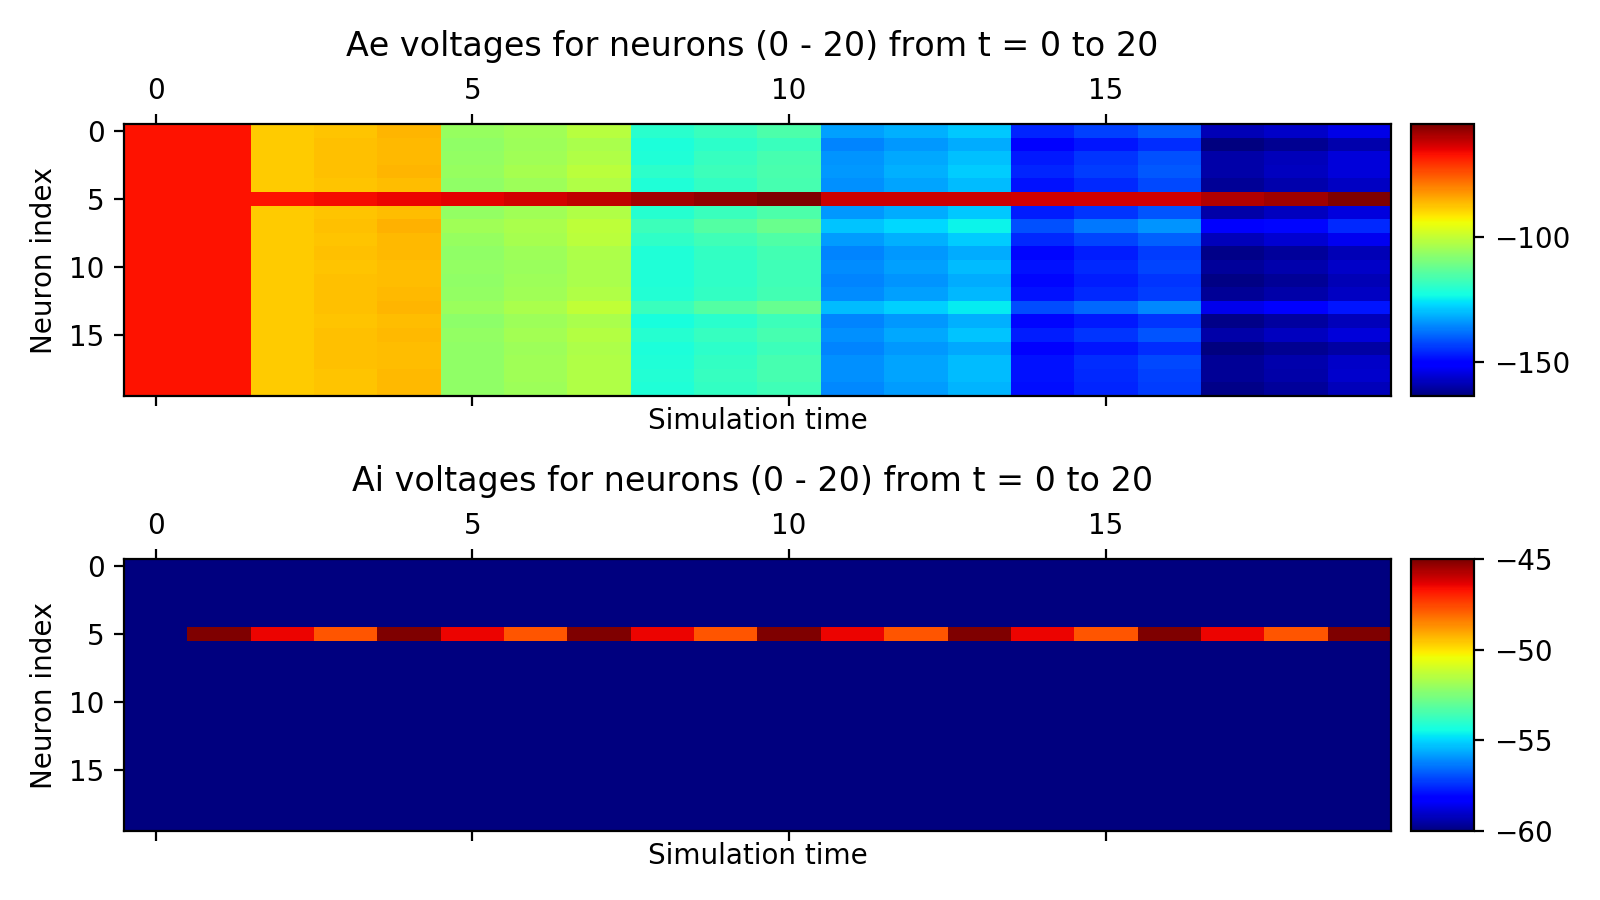 Ae voltages for neurons (0 - 20) from t = 0 to 20
0 5 10 15
Neuron index
0
5
10
15
Simulation time
−100
−150
Ai voltages for neurons (0 - 20) from t = 0 to 20
0 5 10 15
Neuron index
0
5
10
15
Simulation time
−45
−50
−55
−60